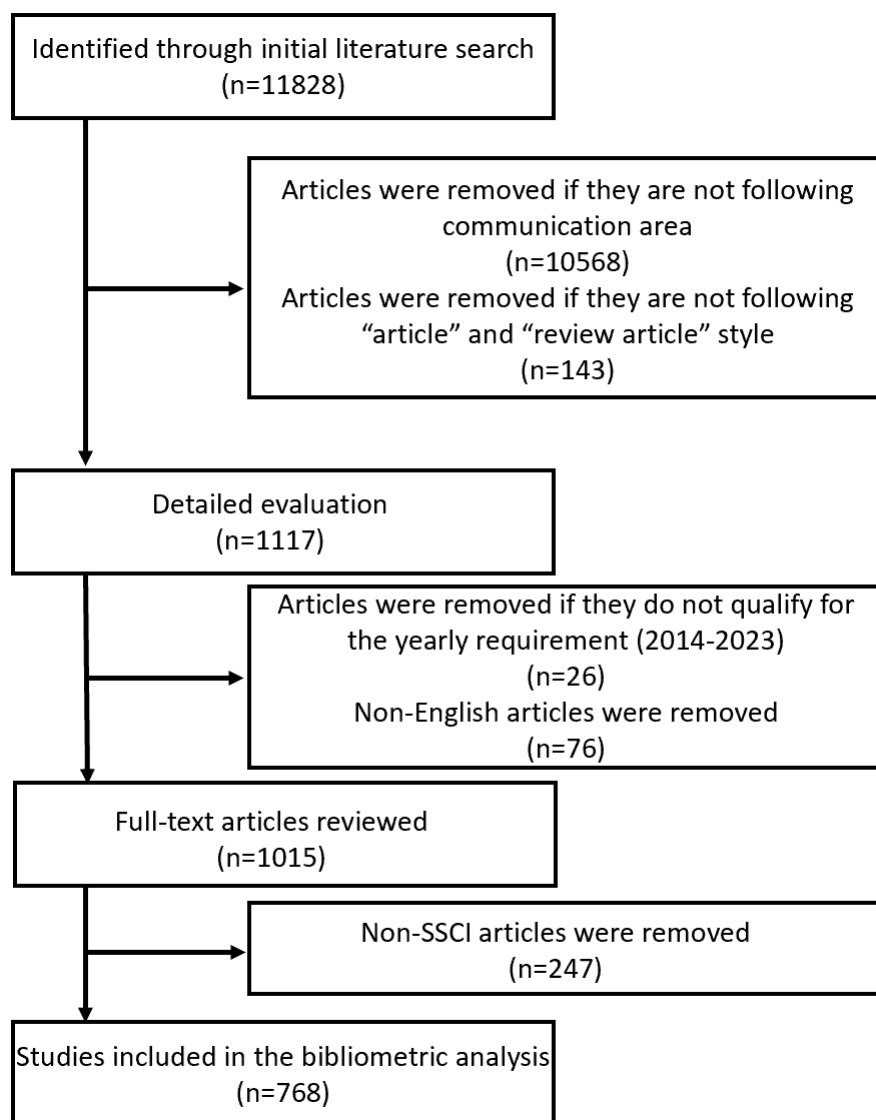 Identified through initial literature search
(n=11828)
Articles were removed if they are not following
communication area
(n=10568)
Articles were removed if they are not following
“article” and “review article” style
(n=143)
Detailed evaluation
(n=1117)
Articles were removed if they do not qualify for
the yearly requirement (2014-2023)
(n=26)
Non-English articles were removed
(n=76)
Full-text articles reviewed
(n=1015)
Non-SSCI articles were removed
(n=247)
Studies included in the bibliometric analysis
(n=768)